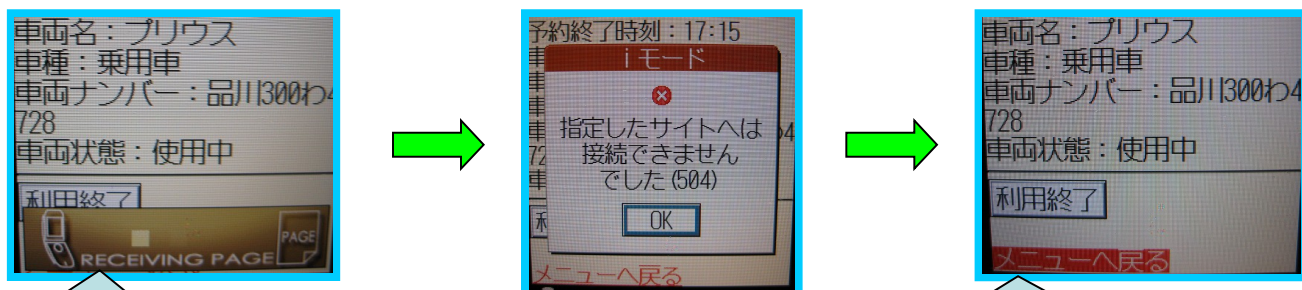 車両名：プリウス
車種：乗用車
車両ナンバー：品川300わ4
728
車両状態：使用中
利用終了
PAGE
RECEIVING PAGE
予約終了時刻：17:15
iモード
指定したサイトへは
接続できません
でした(504)
OK
メニューへ戻る
車両名：プリウス
車種：乗用車
車両ナンバー：品川300わ4
728
車両状態：使用中
利用終了
メニューへ戻る